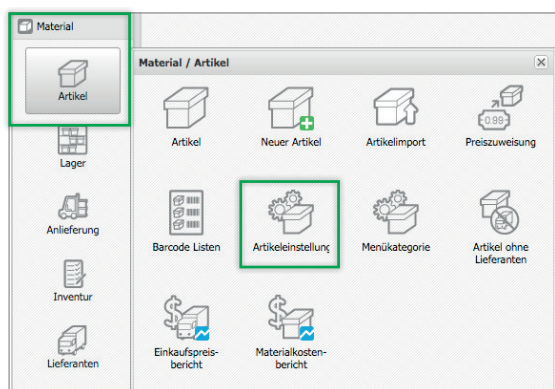 Material
Artikel
Lager
Anlieferung
Inventur
Lieferanten
Material / Artikel
Artikel
Neuer Artikel
Artikelimport
Preiszuweisung
0.99
Barcode Listen
Artikeleinstellung
Menükategorie
Artikel ohne
Lieferanten
Einkaufspreis-
bericht
Materialkosten-
bericht